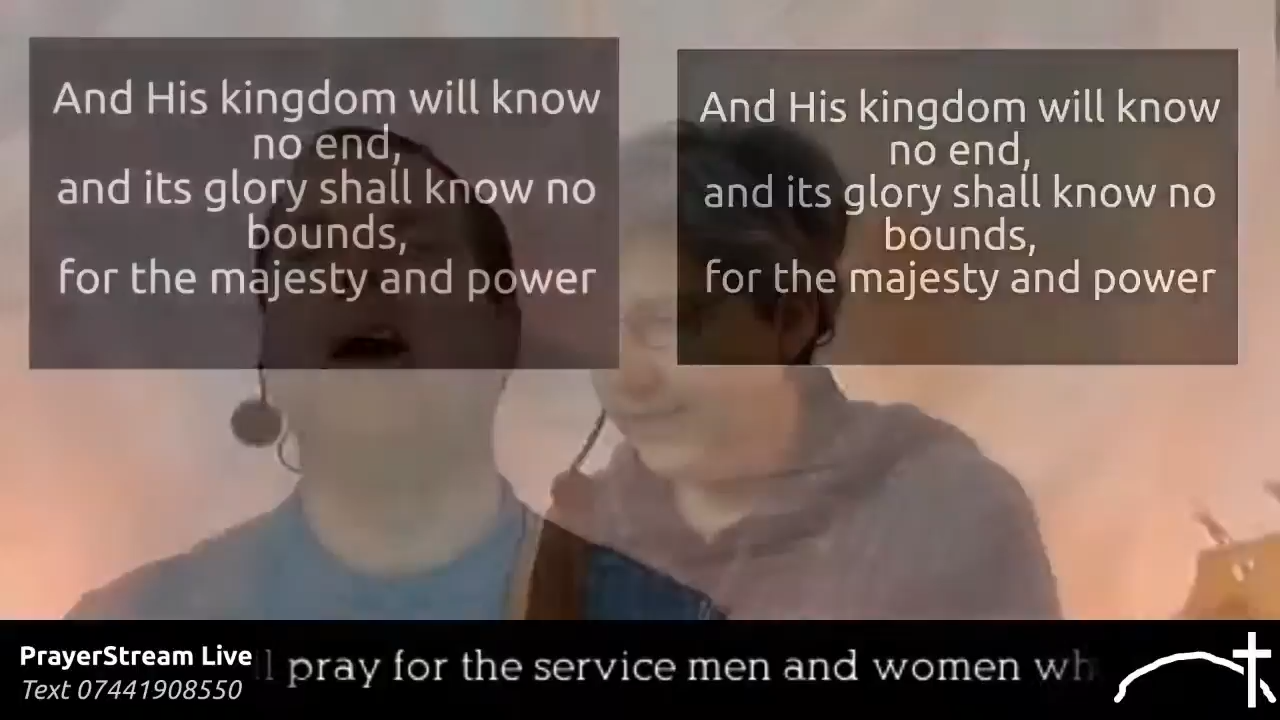 And His kingdom will know
no end,
and its glory shall know no
bounds,
for the majesty and power
And His kingdom will know
no end,
and its glory shall know no
bounds,
for the majesty and power
PrayerStream Live
Text 07441908550
pray for the service men and women